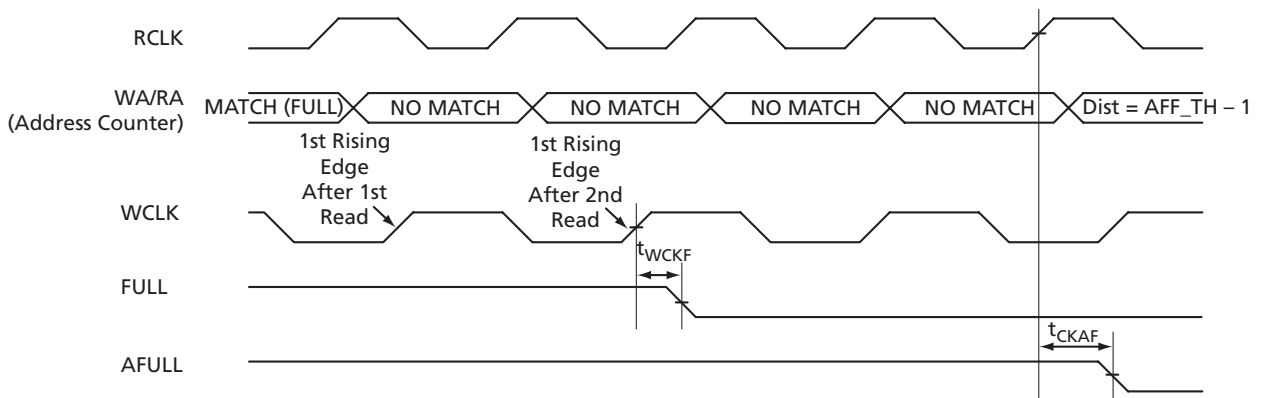 RCLK
WA/RA
(Address Counter)
MATCH (FULL)
NO MATCH
NO MATCH
NO MATCH
NO MATCH
Dist = AFF_TH – 1
1st Rising
Edge
After 1st
Read
1st Rising
Edge
After 2nd
Read
WCLK
tWCKF
FULL
tCKAF
AFULL